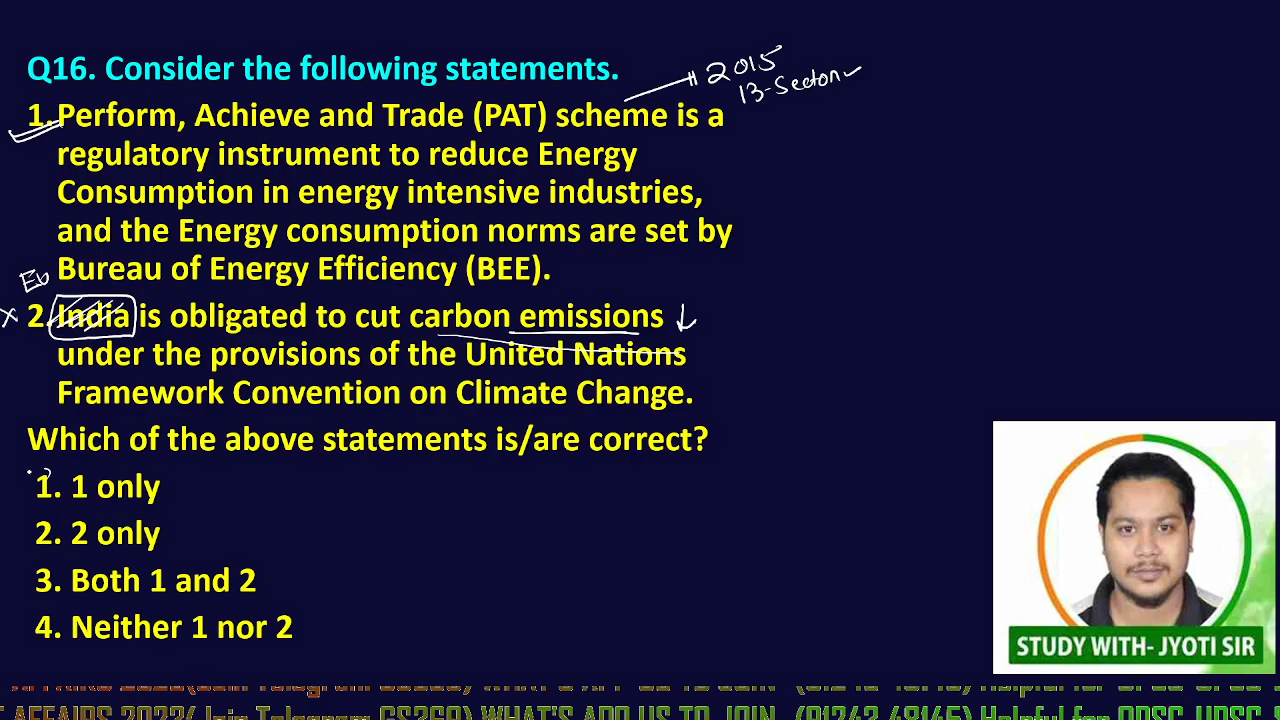 Q16. Consider the following statements.
2015
13-Sector
1. Perform, Achieve and Trade (PAT) scheme is a
regulatory instrument to reduce Energy
Consumption in energy intensive industries,
and the Energy consumption norms are set by
Bureau of Energy Efficiency (BEE).
2. India is obligated to cut carbon emissions
under the provisions of the United Nations
Framework Convention on Climate Change.
Which of the above statements is/are correct?
1. 1 only
2. 2 only
3. Both 1 and 2
4. Neither 1 nor 2
STUDY WITH- JYOTI SIR